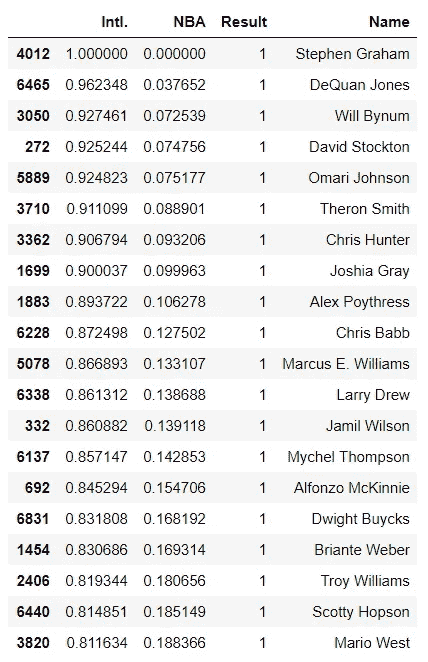 Intl. NBA Result Name
4012 1.000000 0.000000 1 Stephen Graham
6465 0.962348 0.037652 1 DeQuan Jones
3050 0.927461 0.072539 1 Will Bynum
272 0.925244 0.074756 1 David Stockton
5889 0.924823 0.075177 1 Omari Johnson
3710 0.911099 0.088901 1 Theron Smith
3362 0.906794 0.093206 1 Chris Hunter
1699 0.900037 0.099963 1 Joshia Gray
1883 0.893722 0.106278 1 Alex Poythress
6228 0.872498 0.127502 1 Chris Babb
5078 0.866893 0.133107 1 Marcus E. Williams
6338 0.861312 0.138688 1 Larry Drew
332 0.860882 0.139118 1 Jamil Wilson
6137 0.857147 0.142853 1 Mychel Thompson
692 0.845294 0.154706 1 Alfonzo McKinnie
6831 0.831808 0.168192 1 Dwight Buycks
1454 0.830686 0.169314 1 Briante Weber
2406 0.819344 0.180656 1 Troy Williams
6440 0.814851 0.185149 1 Scotty Hopson
3820 0.811634 0.188366 1 Mario West